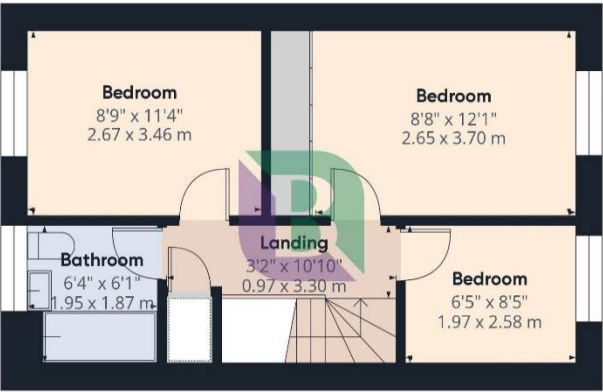 Bedroom
8'9" x 11'4"
2.67 x 3.46 m
Bedroom
8'8" x 12'1"
2.65 x 3.70 m
Landing
3'2" x 10'10"
0.97 x 3.30 m
Bathroom
6'4" x 6'1"
1.95 x 1.87 m
Bedroom
6'5" x 8'5"
1.97 x 2.58 m